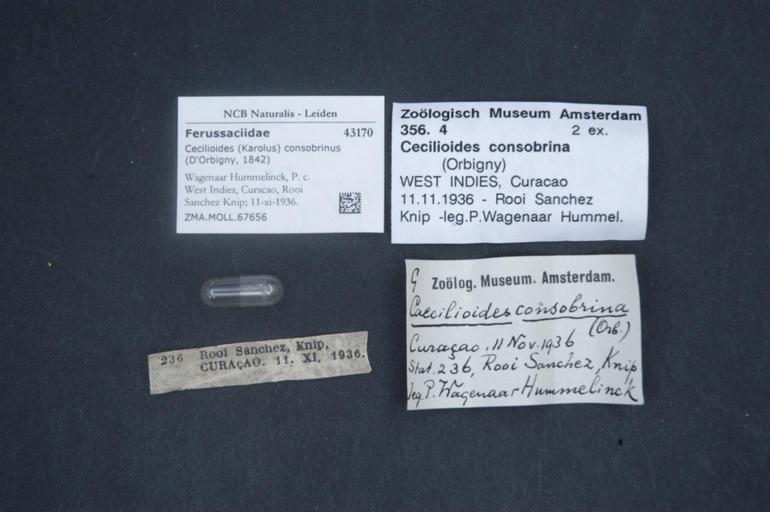 NCB Naturalis - Leiden
Ferussaciidae 43170
Cecilioides (Karolus) consobrinus
(D'Orbigny, 1842)
Wagenaar Hummelinck, P. c.
West Indies, Curacao, Rooi
Sanchez Knip; 11-xi-1936.
ZMA.MOLL.67656
Zoölogisch Museum Amsterdam
356. 4 2 ex.
Cecilioides consobrina
(Orbigny)
WEST INDIES, Curacao
11.11.1936 - Rooi Sanchez
Knip -leg.P.Wagenaar Hummel.
236 Rooi Sanchez, Knip,
CURAÇAO. 11. XI. 1936.
G Zoölog. Museum. Amsterdam.
Caecilioides consobrina
(Orb.)
Curaçao, 11 Nov. 1936
Stat. 236, Rooi Sanchez, Knip
leg. P. Wagenaar Hummelinck